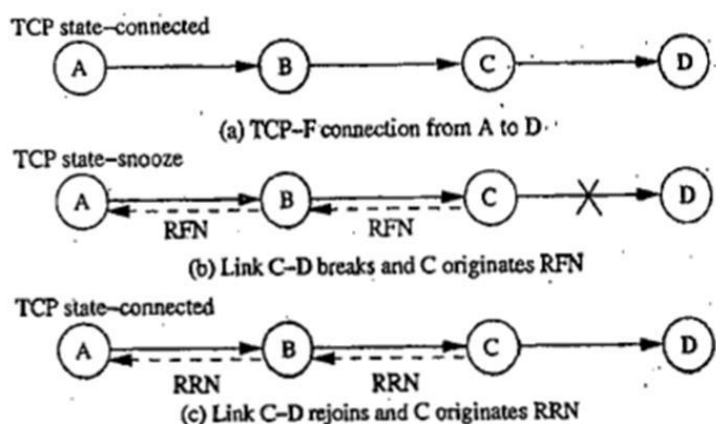 TCP state-connected
A B C D
(a) TCP-F connection from A to D
TCP state-snooze
A B C D
RFN RFN
(b) Link C-D breaks and C originates RFN
TCP state-connected
A B C D
RRN RRN
(c) Link C-D rejoins and C originates RRN